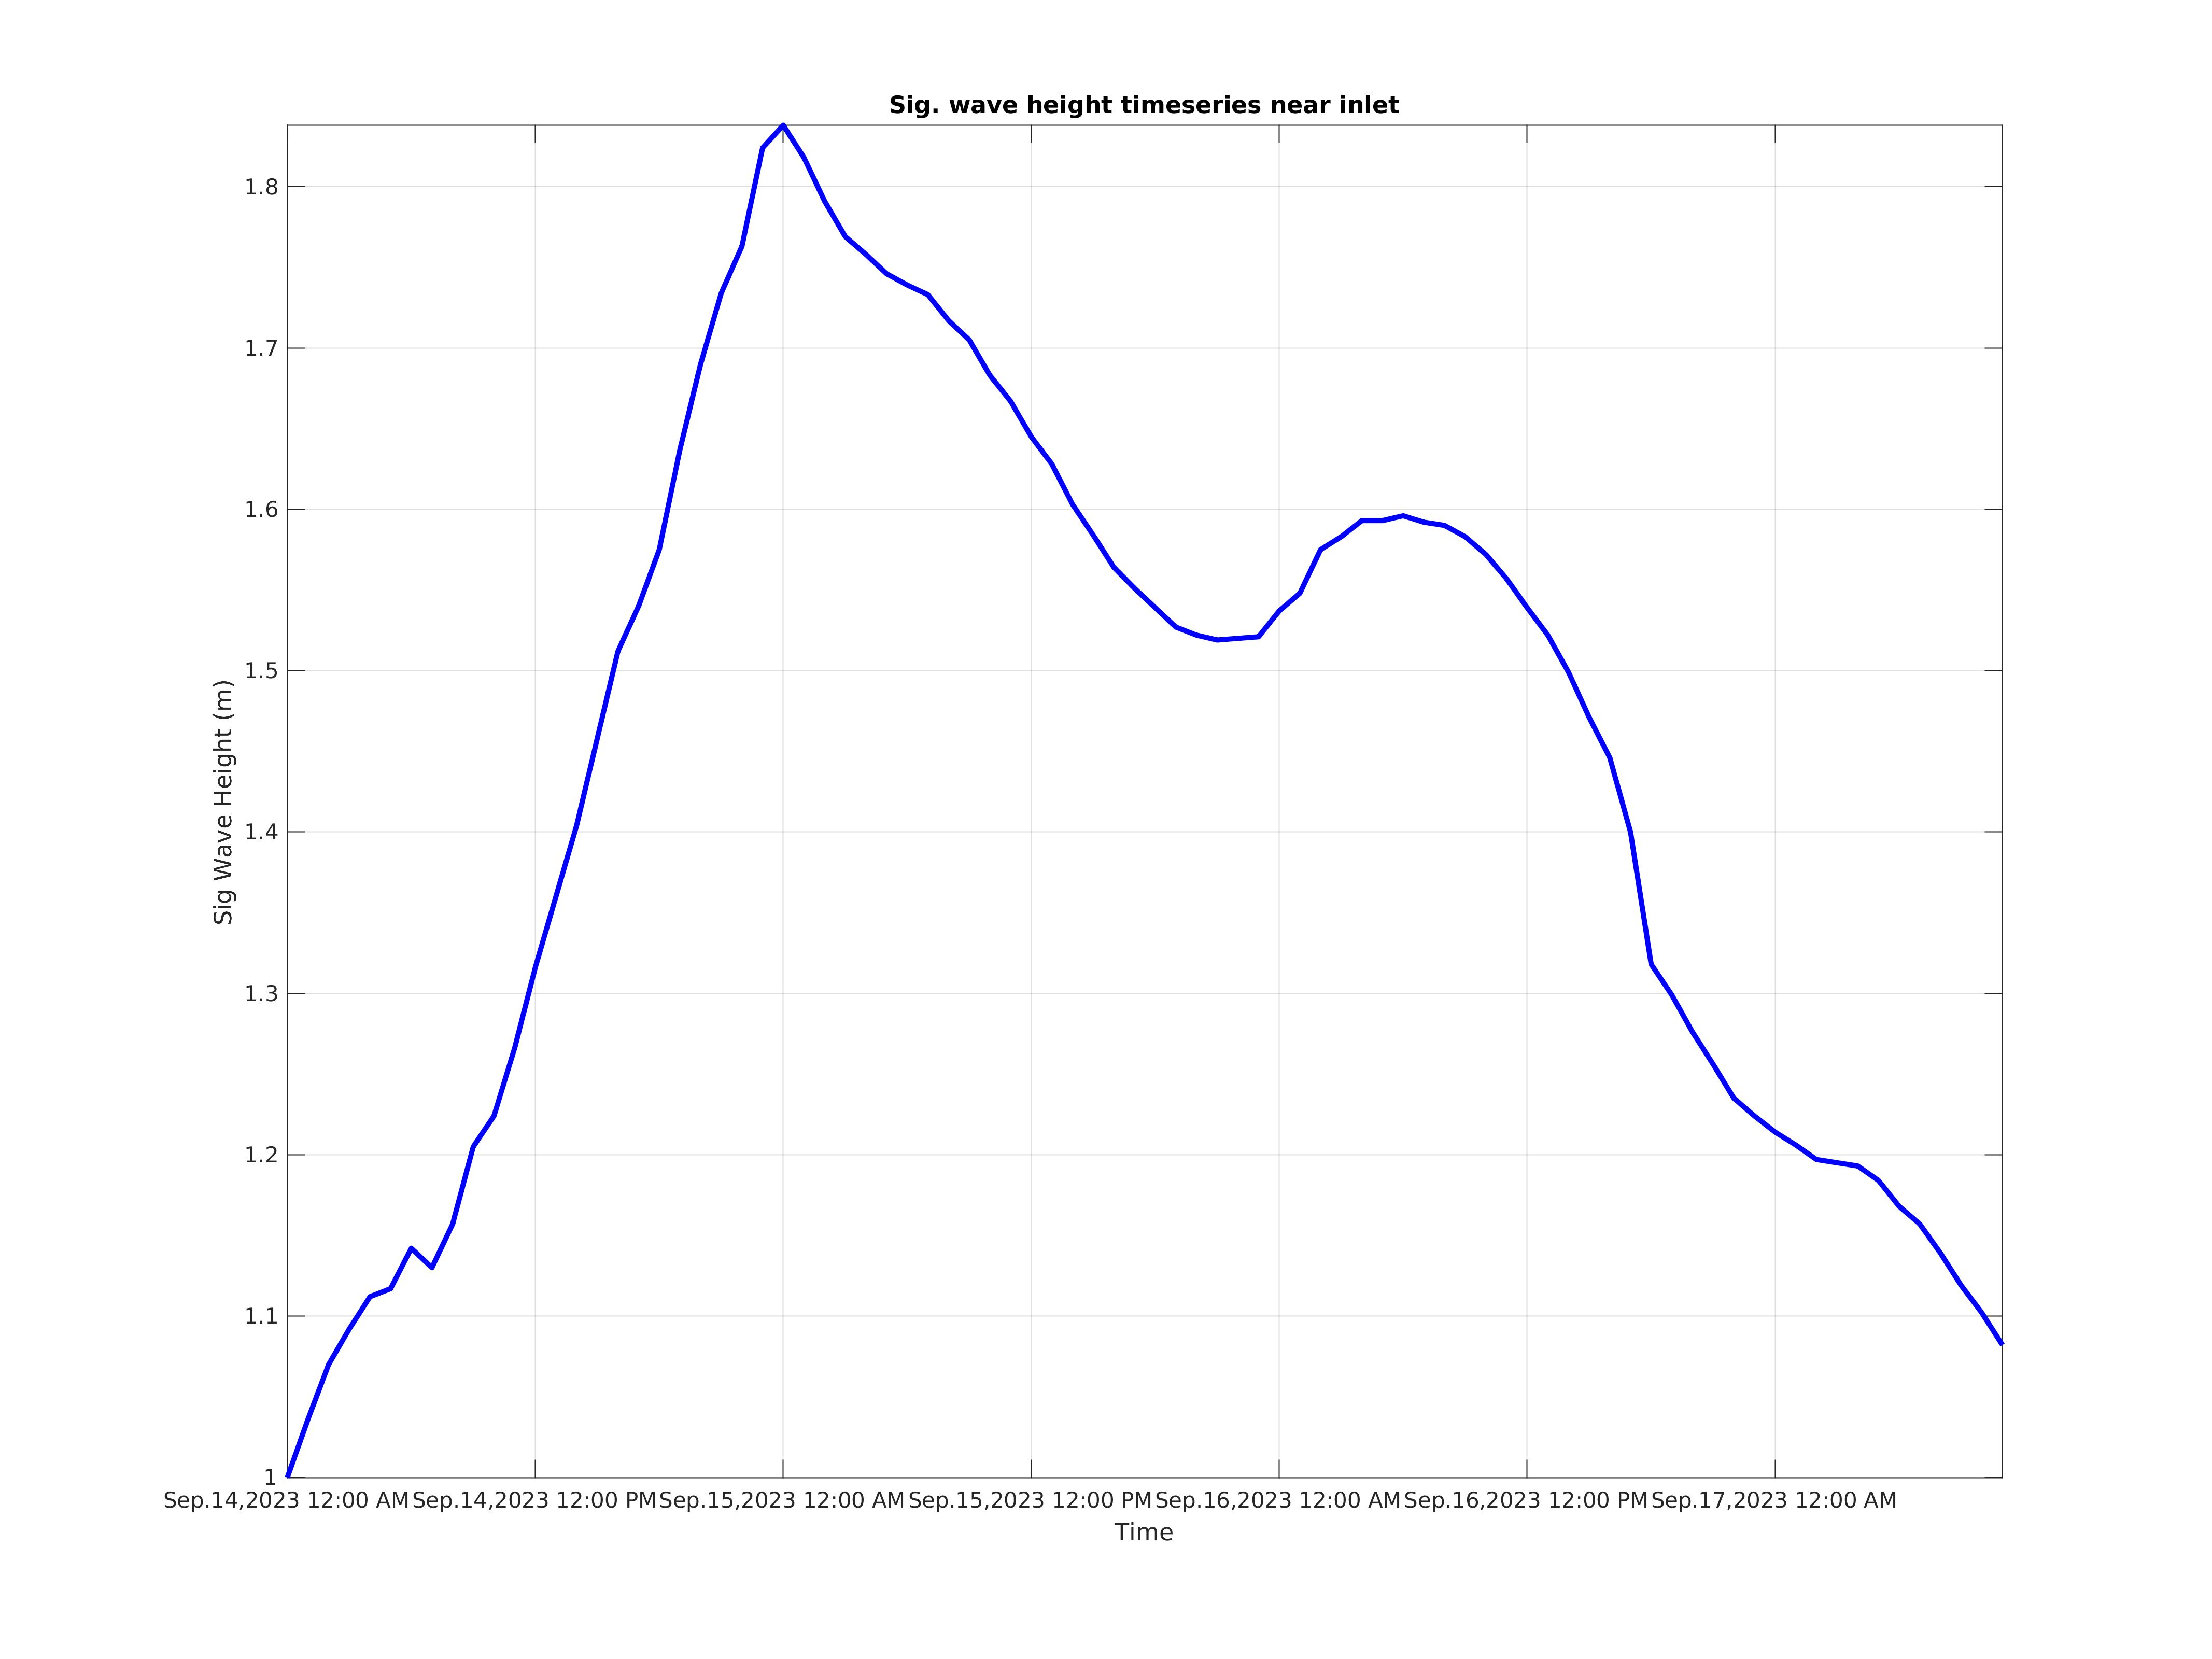 Sig. wave height timeseries near inlet
1.8
1.7
1.6
1.5
1.4
1.3
1.2
1.1
1
Sig Wave Height (m)
Sep.14,2023 12:00 AM Sep.14,2023 12:00 PM Sep.15,2023 12:00 AM Sep.15,2023 12:00 PM Sep.16,2023 12:00 AM Sep.16,2023 12:00 PM Sep.17,2023 12:00 AM
Time